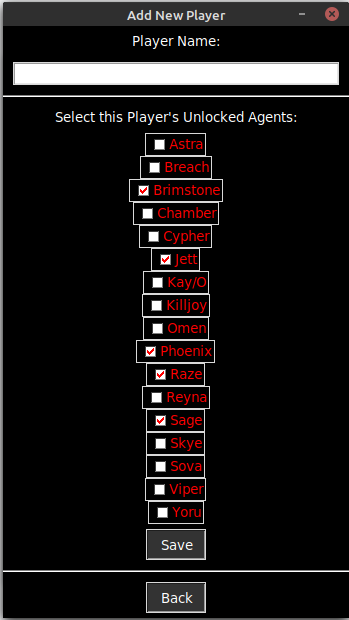 Add New Player
Player Name:
Select this Player's Unlocked Agents:
Astra
Breach
Brimstone
Chamber
Cypher
Jett
Kay/O
Killjoy
Omen
Phoenix
Raze
Reyna
Sage
Skye
Sova
Viper
Yoru
Save
Back